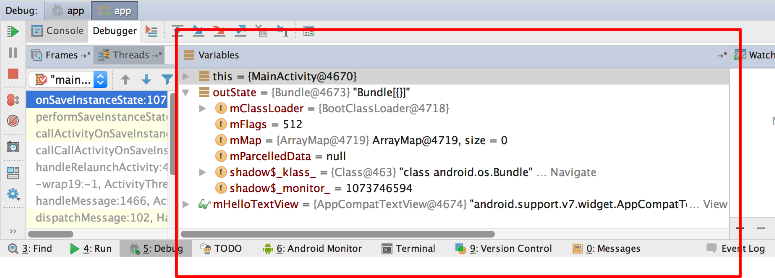 Debug: app app
Console Debugger
Frames Threads Variables Watch
"main... this = {MainActivity@4670}
onSaveInstanceState:107 outState = {Bundle@4673} "Bundle[{}]"
performSaveInstanceState mClassLoader = {BootClassLoader@4718}
callActivityOnSaveInstan mFlags = 512
callCallActivityOnSaveIn mMap = {ArrayMap@4719} ArrayMap@4719, size = 0
handleRelaunchActivity:4 mParcelledData = null
-wrap19:-1, ActivityThre shadow$_klass_ = {Class@463} "class android.os.Bundle" ... Navigate
handleMessage:1466, Acti shadow$_monitor_ = 1073746594
dispatchMessage:102, Ha mHelloTextView = {AppCompatTextView@4674} "android.support.v7.widget.AppCompatTe... View
3: Find 4: Run 5: Debug TODO 6: Android Monitor Terminal 9: Version Control 0: Messages Event Log